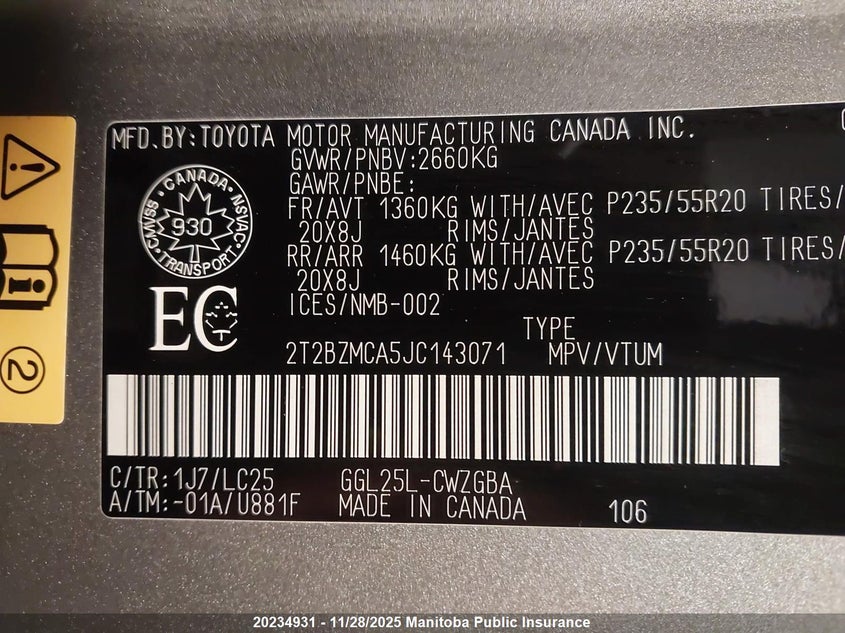 MFD.BY:TOYOTA MOTOR MANUFACTURING CANADA INC.
GVWR/PNBV:2660KG
GAWR/PNBE:
FR/AVT 1360KG WITH/AVEC P235/55R20 TIRES/
20X8J RIMS/JANTES
RR/ARR 1460KG WITH/AVEC P235/55R20 TIRES/
20X8J RIMS/JANTES
ICES/NMB-002
CANADA
CMVSS
NSVAC
930
TRANSPORT
EC
TYPE
2T2BZMCA5JC143071 MPV/VTUM
C/TR:1J7/LC25 GGL25L-CWZGBA
A/TM:-01A/U881F MADE IN CANADA 106
2
20234931 - 11/28/2025 Manitoba Public Insurance